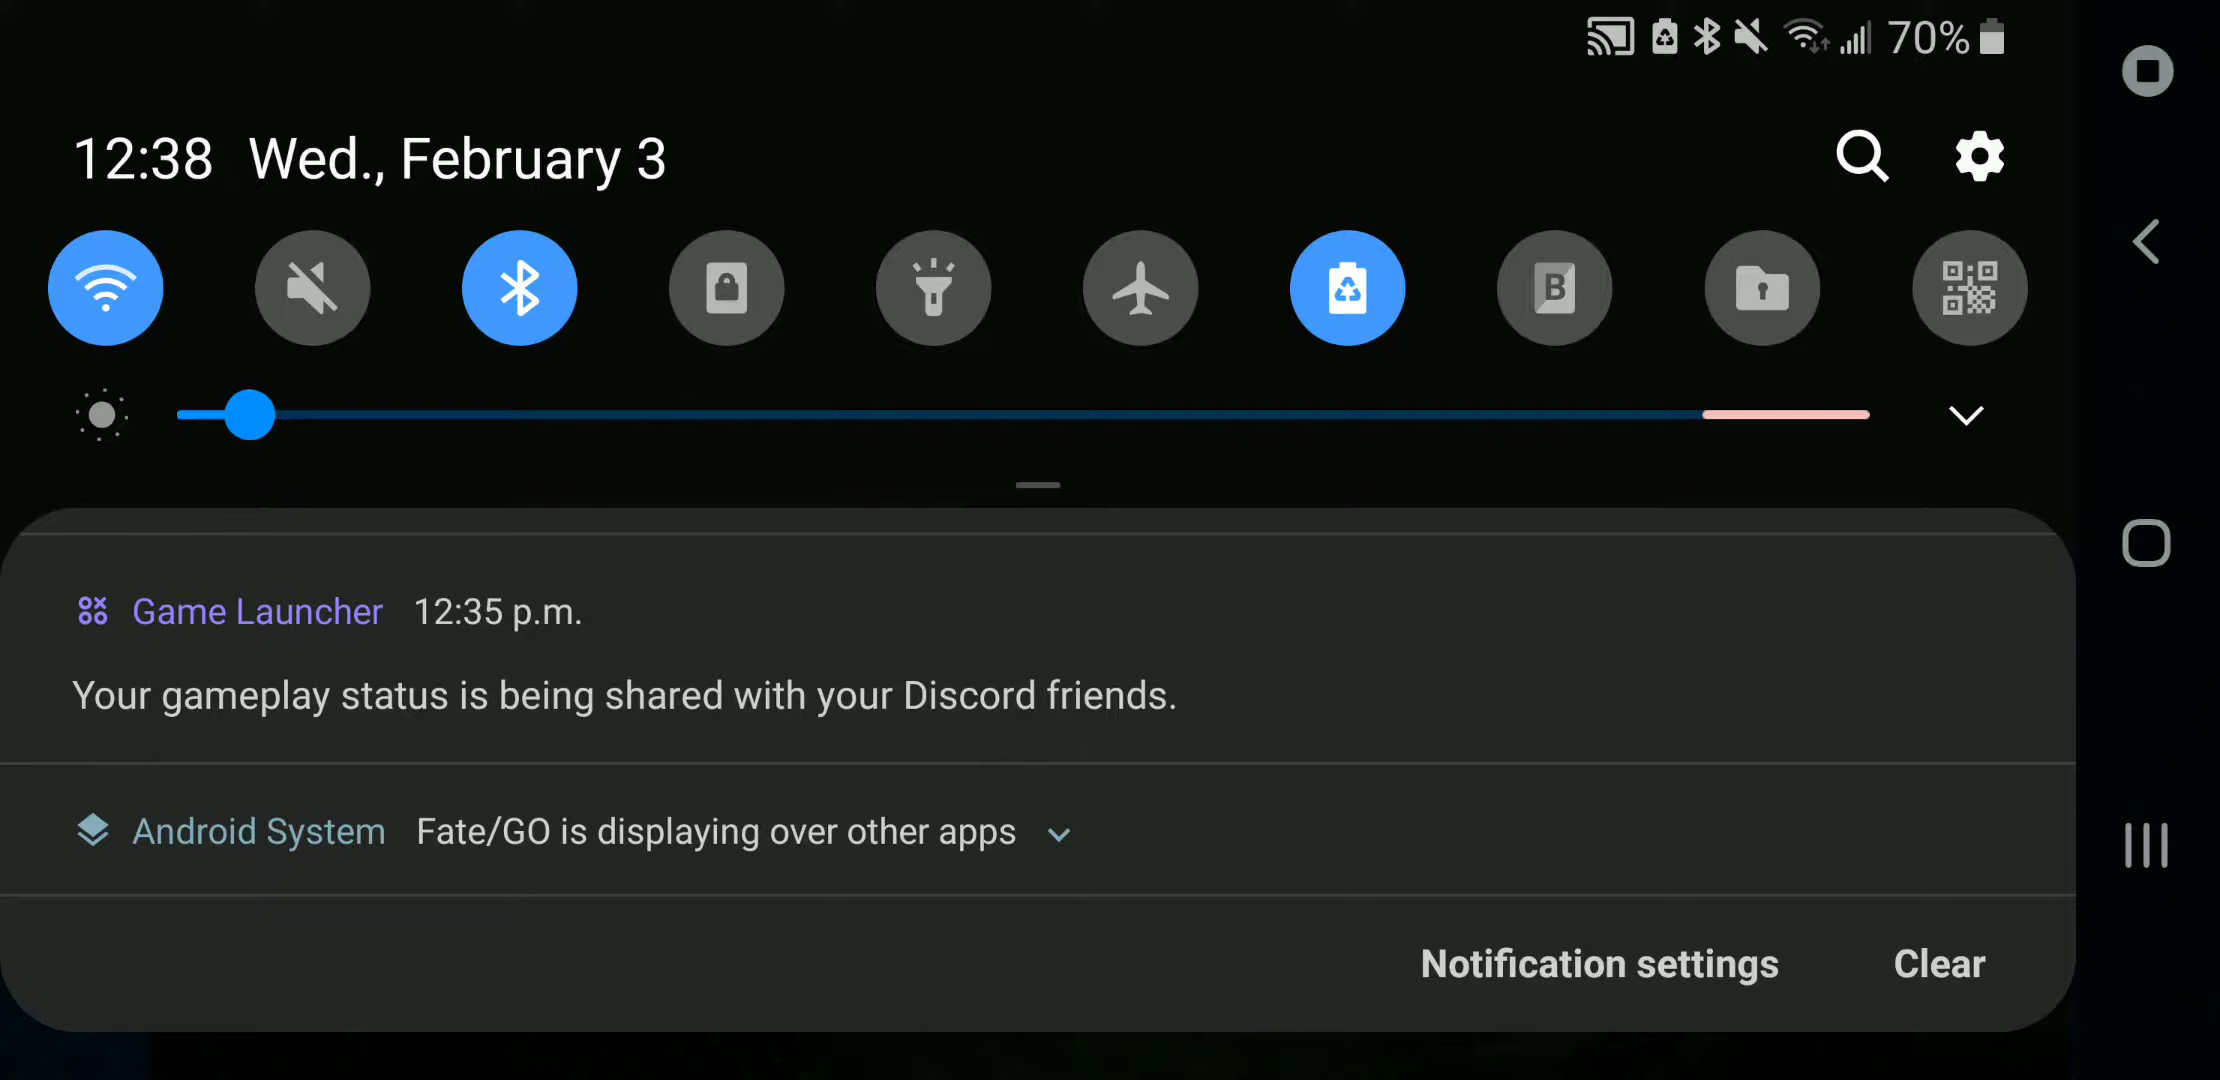 70%
12:38 Wed., February 3
B
Game Launcher 12:35 p.m.
Your gameplay status is being shared with your Discord friends.
Android System Fate/GO is displaying over other apps
Notification settings Clear